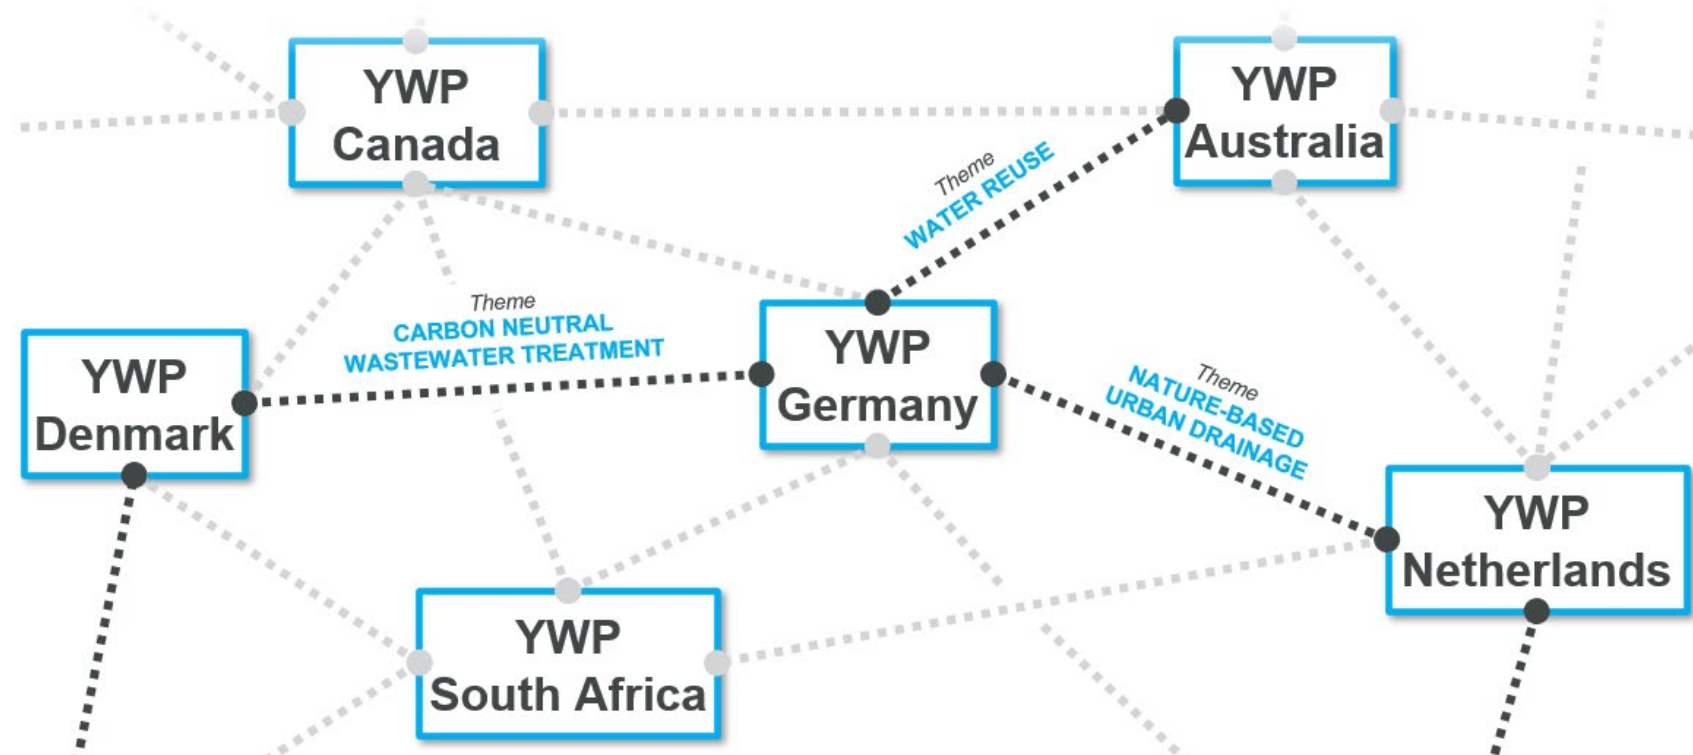 YWP
Canada
YWP
Australia
Theme
WATER REUSE
Theme
CARBON NEUTRAL
WASTEWATER TREATMENT
YWP
Denmark
YWP
Germany
Theme
NATURE-BASED
URBAN DRAINAGE
YWP
Netherlands
YWP
South Africa